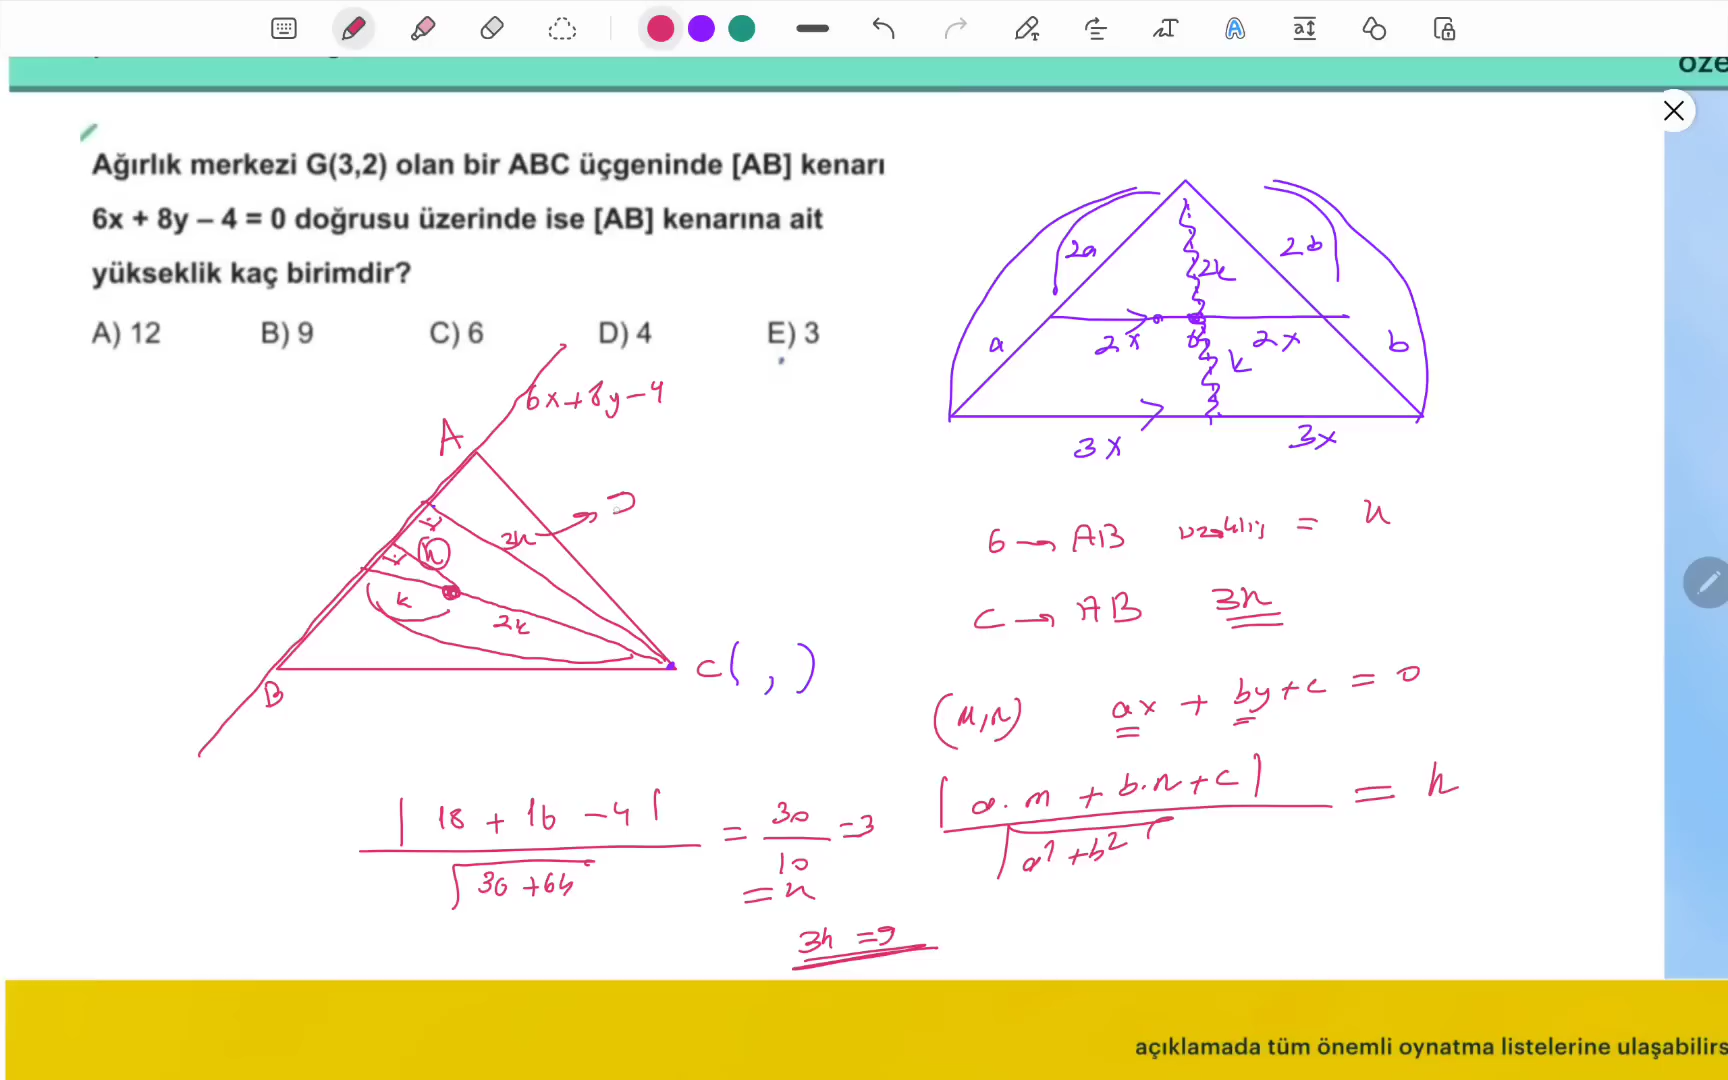 öze
Ağırlık merkezi G(3,2) olan bir ABC üçgeninde [AB] kenarı
6x + 8y – 4 = 0 doğrusu üzerinde ise [AB] kenarına ait
yükseklik kaç birimdir?
A) 12 B) 9 C) 6 D) 4 E) 3
6x+8y-4
A
3h
h
k
2k
B
C( , )
2a
2b
2k
a
2x
2x
k
b
3x
3x
G → AB = h
C → AB 3h
(m,n) ax + by + c = 0
|a.m + b.n + c| = h
√a² + b²
|18 + 16 - 4| = 30 = 3
√36 + 64 10
= h
3h = 9
açıklamada tüm önemli oynatma listelerine ulaşabilirs